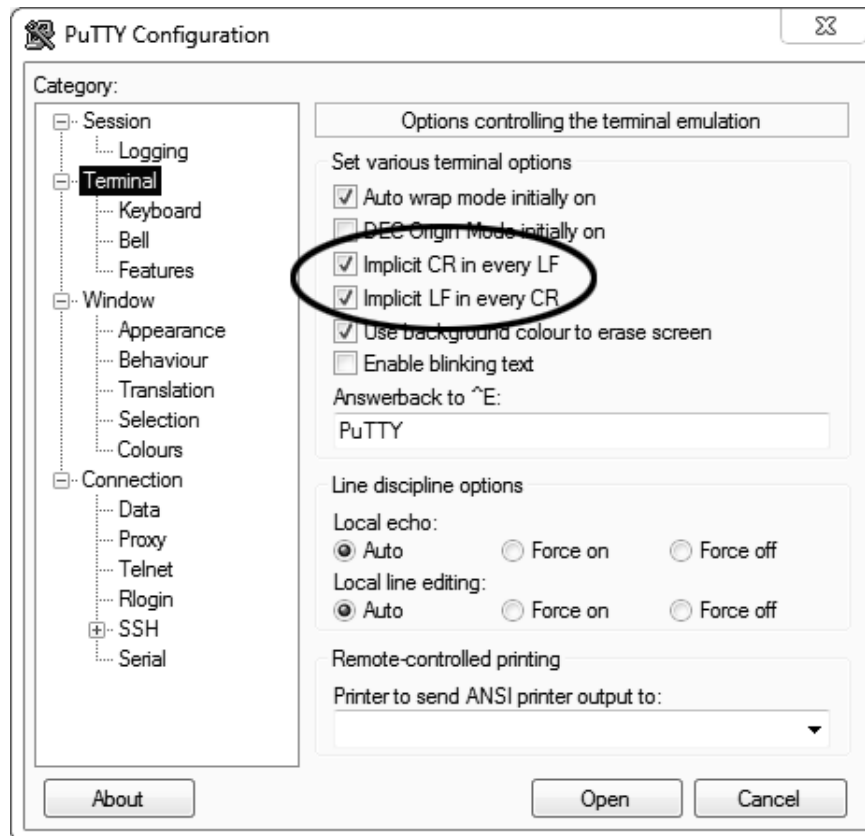 PuTTY Configuration
Category:
Session
Logging
Terminal
Keyboard
Bell
Features
Window
Appearance
Behaviour
Translation
Selection
Colours
Connection
Data
Proxy
Telnet
Rlogin
SSH
Serial
Options controlling the terminal emulation
Set various terminal options
Auto wrap mode initially on
DEC Origin Mode initially on
Implicit CR in every LF
Implicit LF in every CR
Use background colour to erase screen
Enable blinking text
Answerback to ^E:
PuTTY
Line discipline options
Local echo:
Auto Force on Force off
Local line editing:
Auto Force on Force off
Remote-controlled printing
Printer to send ANSI printer output to:
About Open Cancel